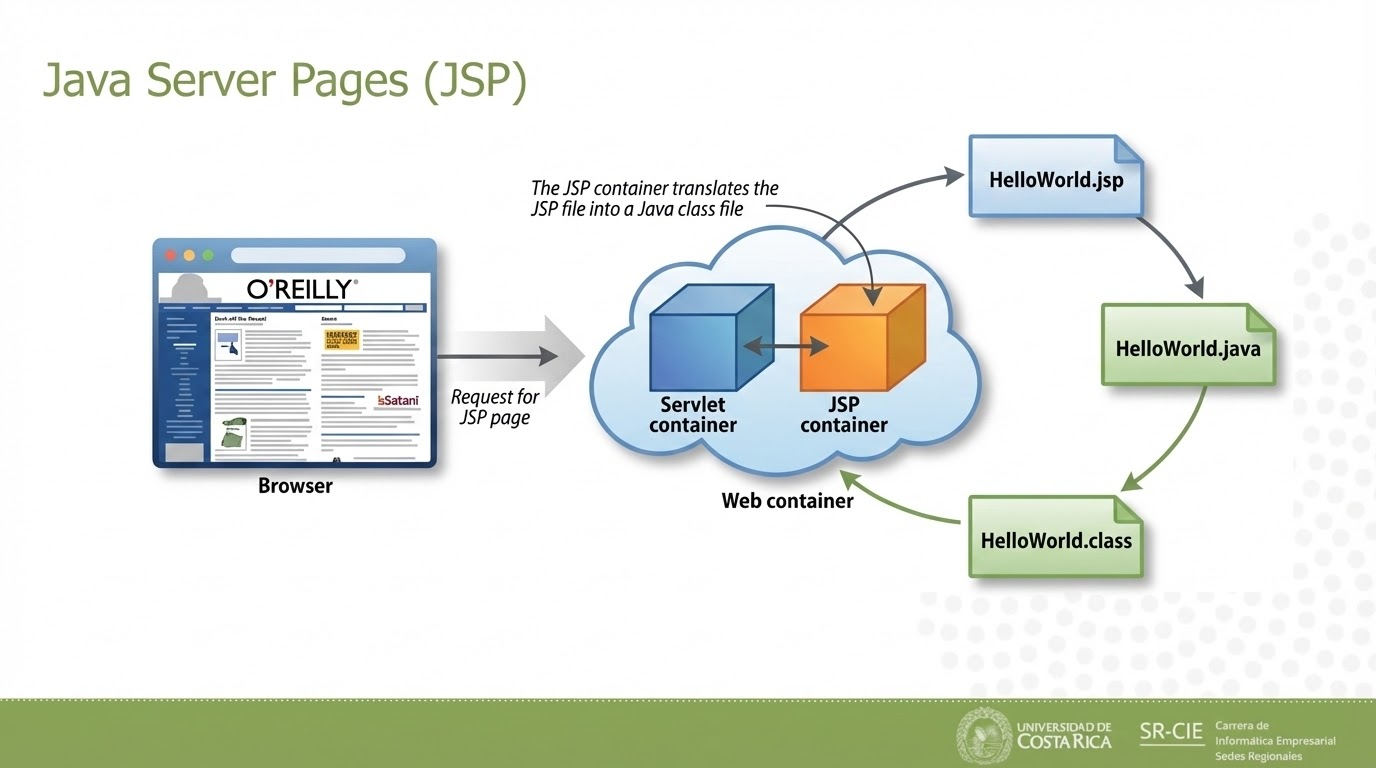 Java Server Pages (JSP)
The JSP container translates the
JSP file into a Java class file
HelloWorld.jsp
O'REILLY®
HelloWorld.java
Request for
JSP page
Servlet
container
JSP
container
Browser
Web container
HelloWorld.class
UNIVERSIDAD DE
COSTA RICA
SR-CIE
Carrera de
Informática Empresarial
Sedes Regionales